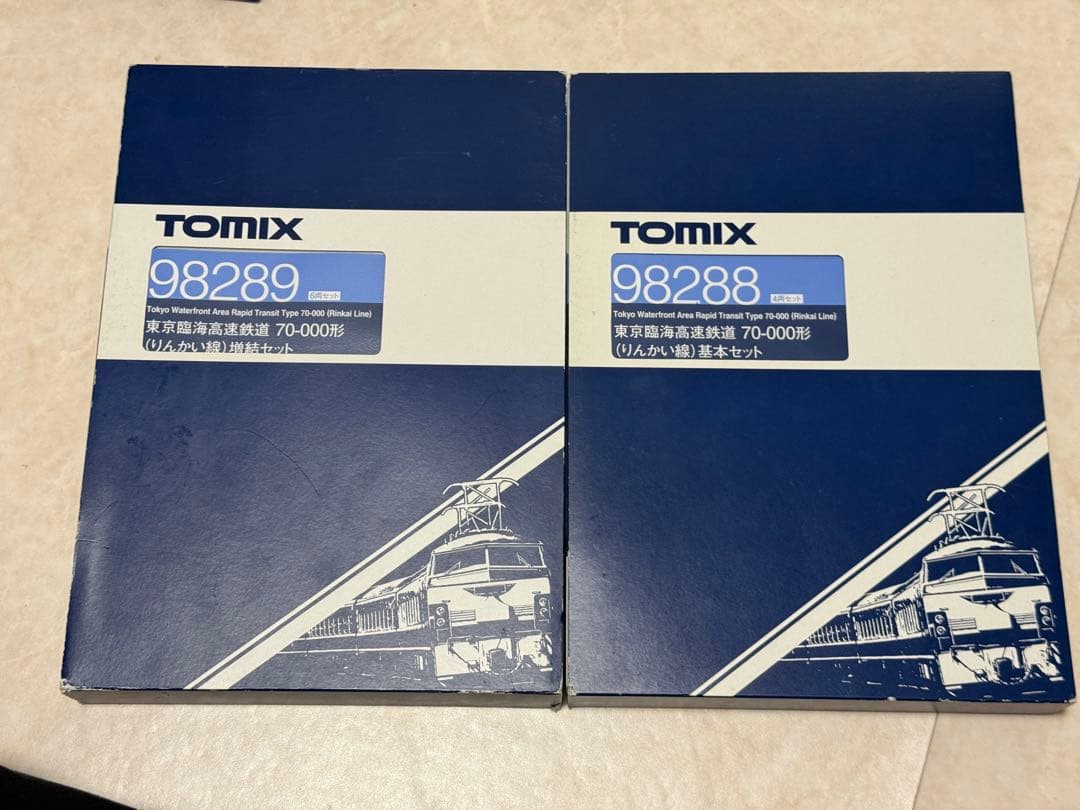 TOMIX
98289 6両セット
Tokyo Waterfront Area Rapid Transit Type 70-000 (Rinkai Line)
東京臨海高速鉄道 70-000形
(りんかい線)増結セット
TOMIX
98288 4両セット
Tokyo Waterfront Area Rapid Transit Type 70-000 (Rinkai Line)
東京臨海高速鉄道 70-000形
(りんかい線)基本セット